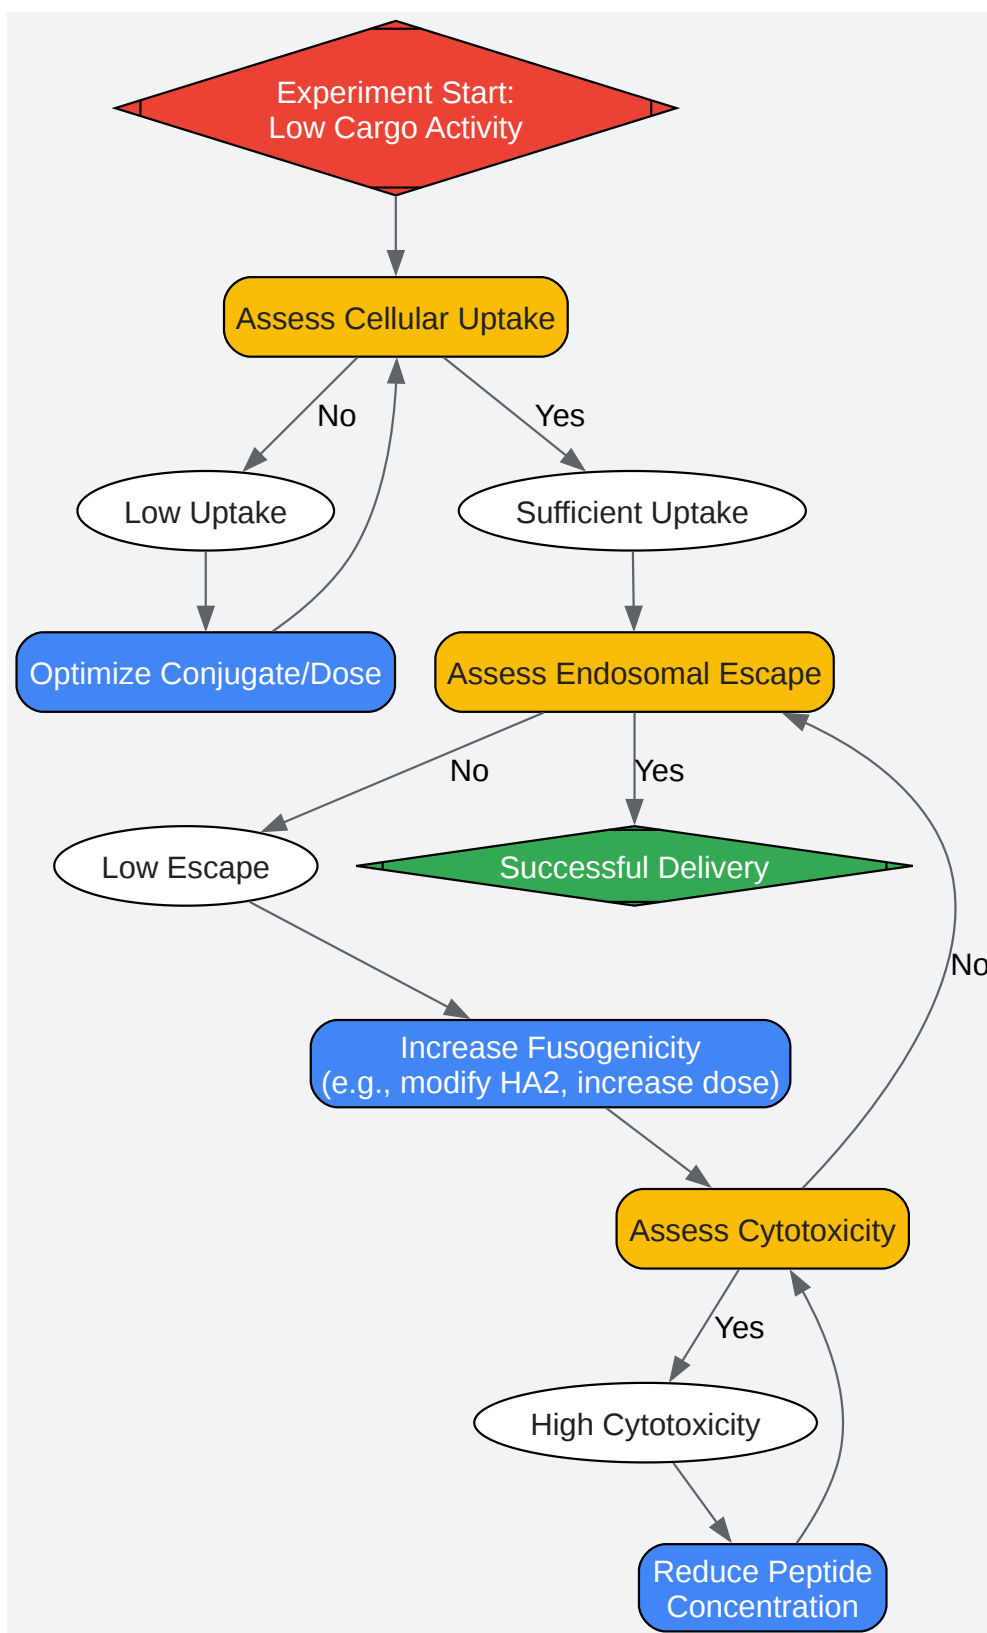 Experiment Start:
Low Cargo Activity
Assess Cellular Uptake
No
Yes
Low Uptake
Sufficient Uptake
Optimize Conjugate/Dose
Assess Endosomal Escape
No
Yes
Low Escape
Successful Delivery
No
Increase Fusogenicity
(e.g., modify HA2, increase dose)
Assess Cytotoxicity
Yes
High Cytotoxicity
Reduce Peptide
Concentration